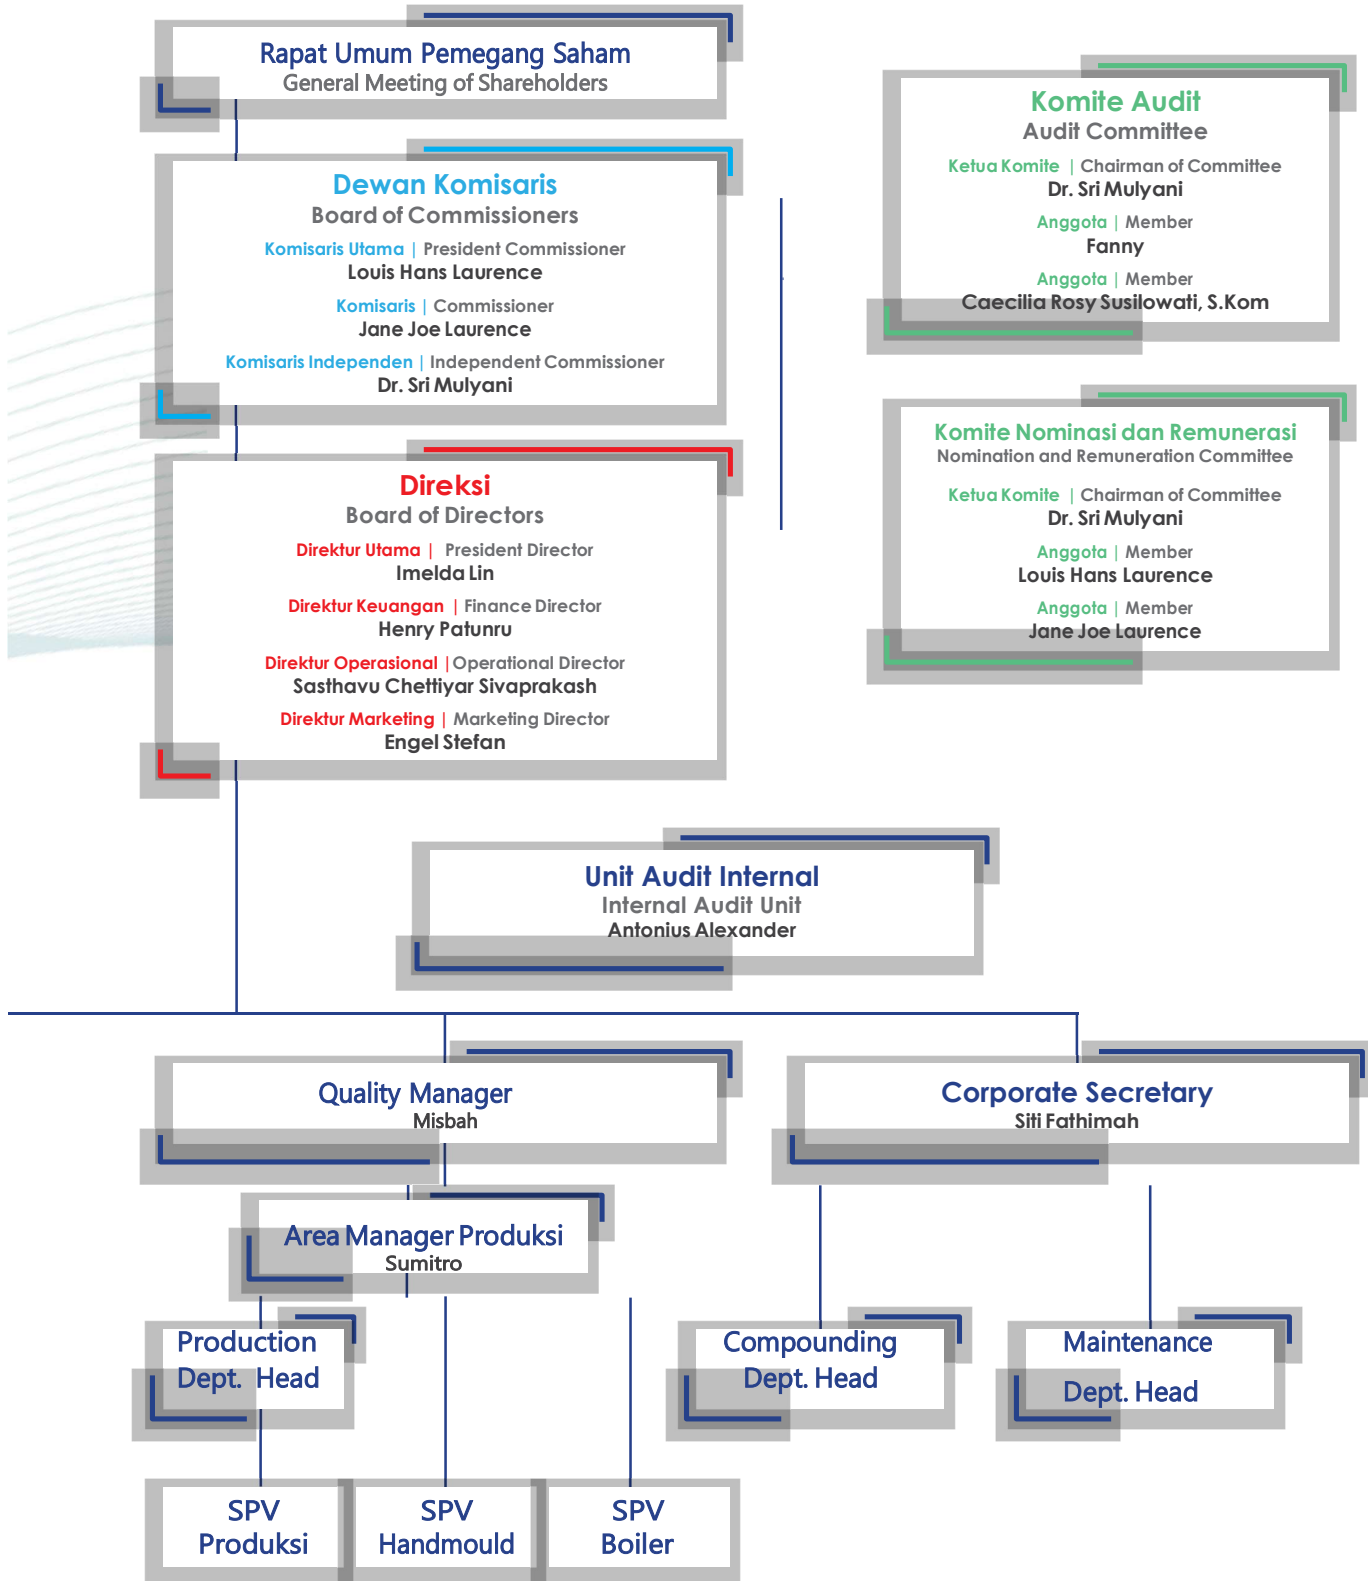 Rapat Umum Pemegang Saham
General Meeting of Shareholders
Dewan Komisaris
Board of Commissioners
Komisaris Utama | President Commissioner
Louis Hans Laurence
Komisaris | Commissioner
Jane Joe Laurence
Komisaris Independen | Independent Commissioner
Dr. Sri Mulyani
Komite Audit
Audit Committee
Ketua Komite | Chairman of Committee
Dr. Sri Mulyani
Anggota | Member
Fanny
Anggota | Member
Caecilia Rosy Susilowati, S.Kom
Direksi
Board of Directors
Direktur Utama | President Director
Imelda Lin
Direktur Keuangan | Finance Director
Henry Patunru
Direktur Operasional | Operational Director
Sasthavu Chettiyar Sivaprakash
Direktur Marketing | Marketing Director
Engel Stefan
Komite Nominasi dan Remunerasi
Nomination and Remuneration Committee
Ketua Komite | Chairman of Committee
Dr. Sri Mulyani
Anggota | Member
Louis Hans Laurence
Anggota | Member
Jane Joe Laurence
Unit Audit Internal
Internal Audit Unit
Antonius Alexander
Quality Manager
Misbah
Corporate Secretary
Siti Fathimah
Area Manager Produksi
Sumitro
Production
Dept. Head
Compounding
Dept. Head
Maintenance
Dept. Head
SPV
Produksi
SPV
Handmould
SPV
Boiler